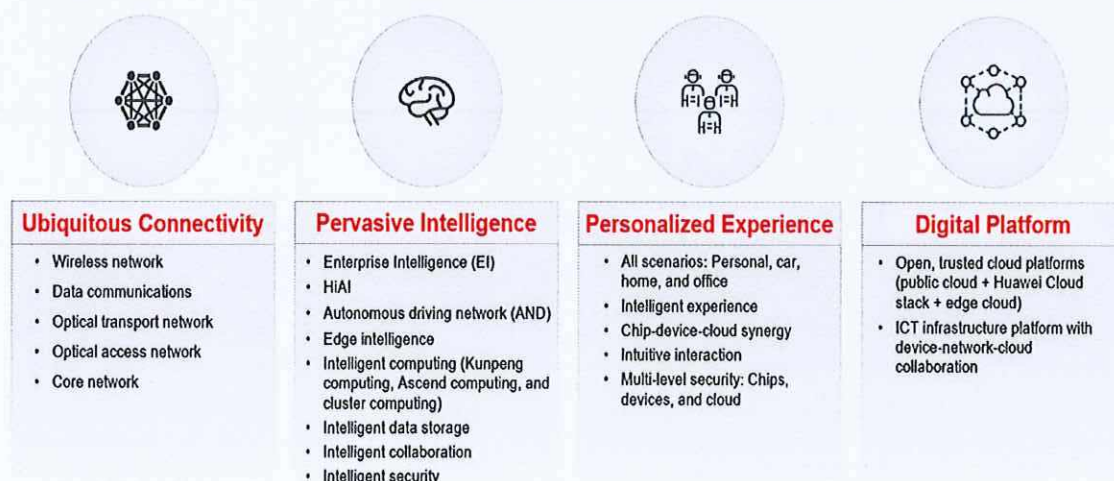 Ubiquitous Connectivity
• Wireless network
• Data communications
• Optical transport network
• Optical access network
• Core network
Pervasive Intelligence
• Enterprise Intelligence (EI)
• HiAI
• Autonomous driving network (AND)
• Edge intelligence
• Intelligent computing (Kunpeng
computing, Ascend computing, and
cluster computing)
• Intelligent data storage
• Intelligent collaboration
• Intelligent security
Personalized Experience
• All scenarios: Personal, car,
home, and office
• Intelligent experience
• Chip-device-cloud synergy
• Intuitive interaction
• Multi-level security: Chips,
devices, and cloud
Digital Platform
• Open, trusted cloud platforms
(public cloud + Huawei Cloud
stack + edge cloud)
• ICT infrastructure platform with
device-network-cloud
collaboration